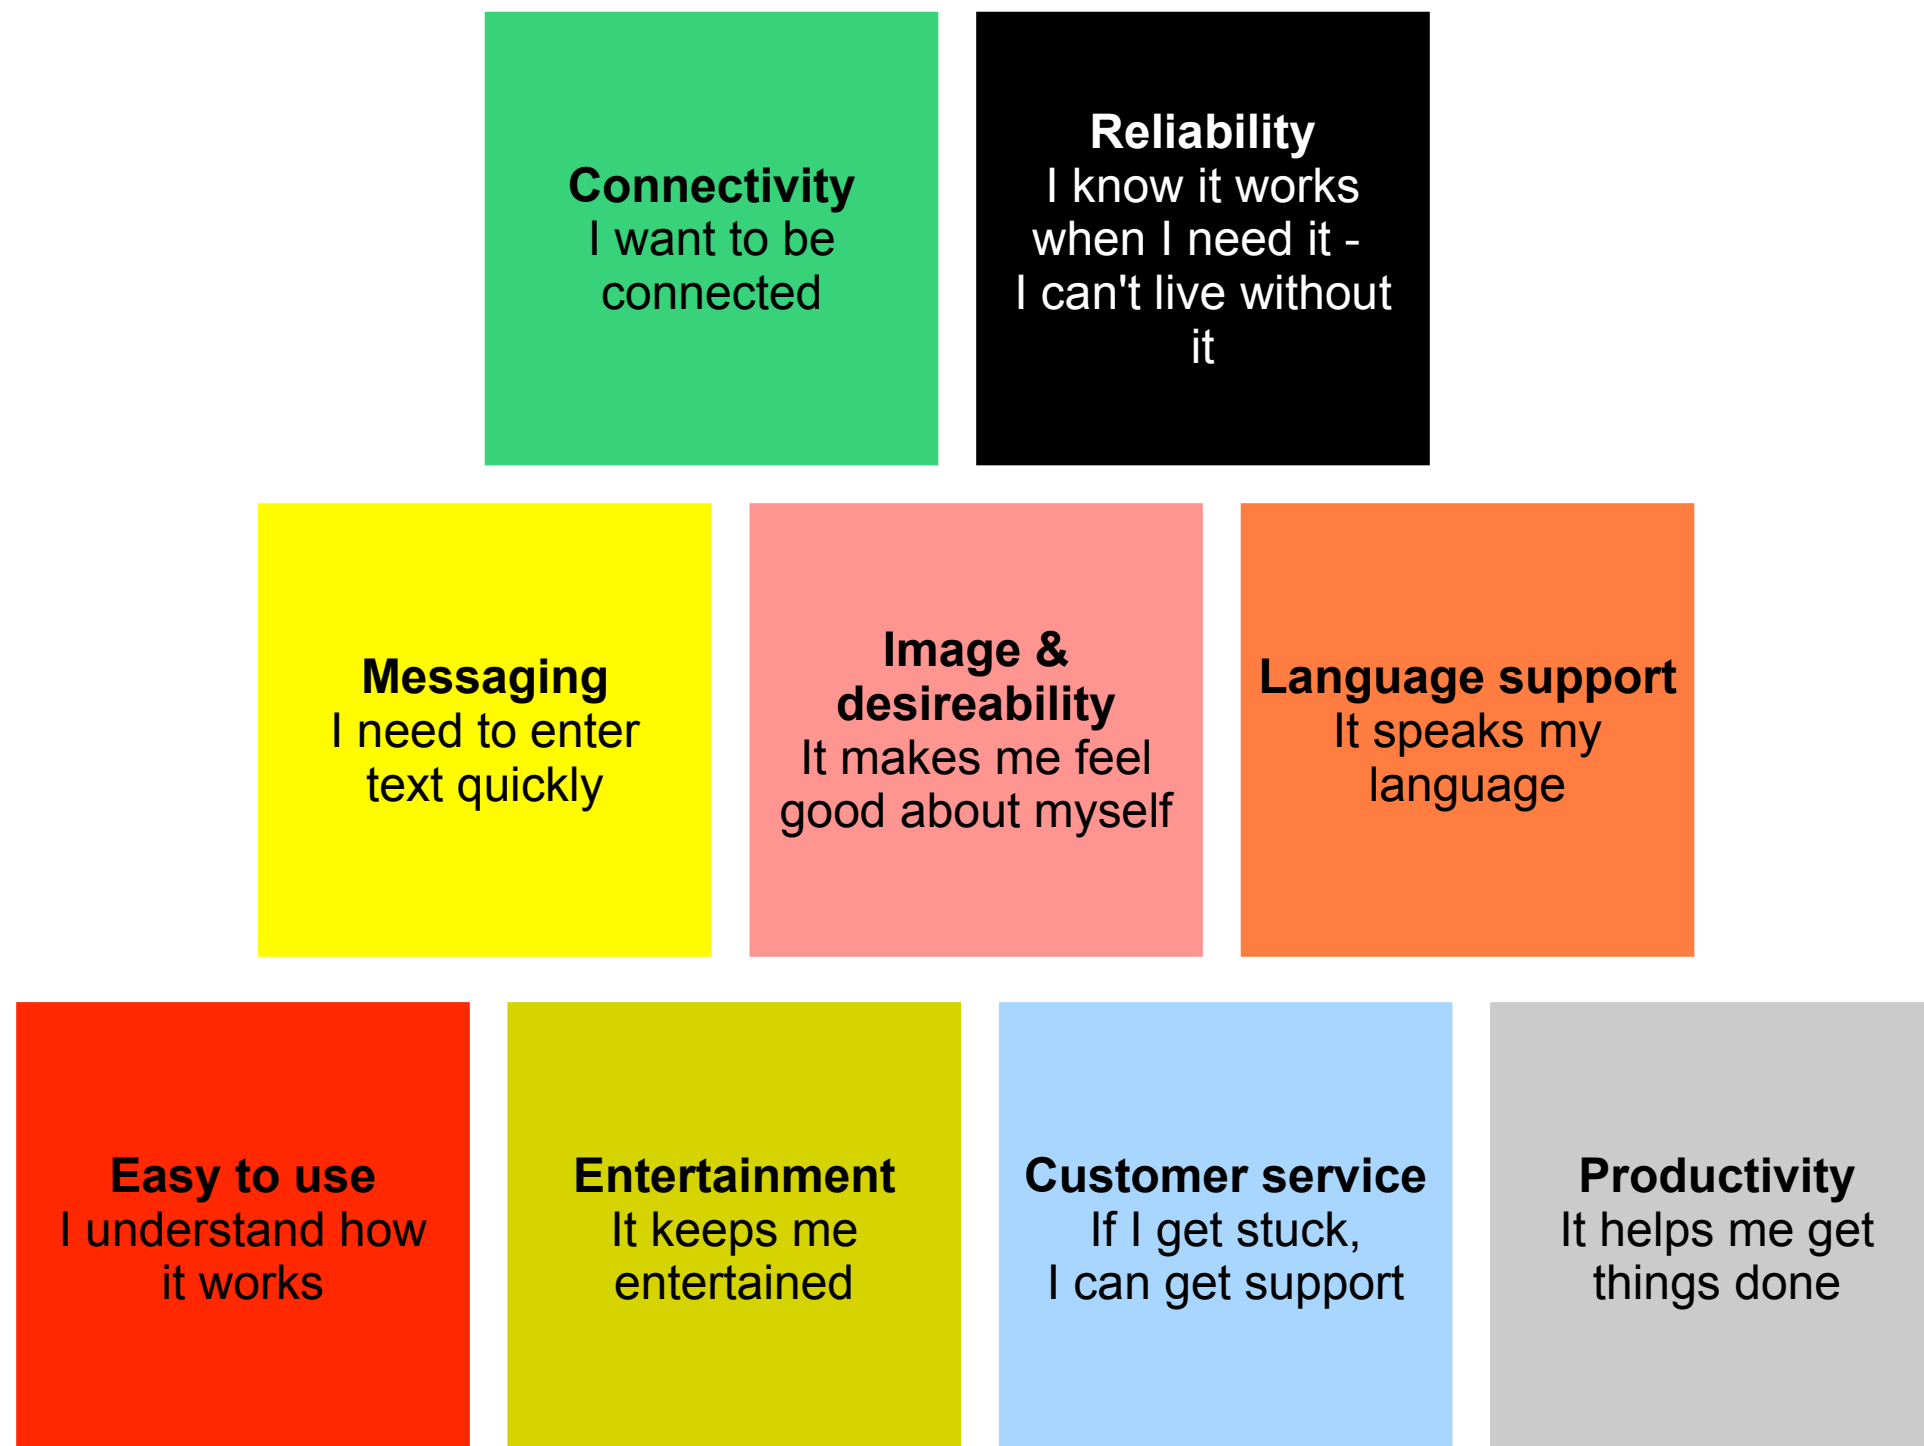 Connectivity
I want to be
connected
Reliability
I know it works
when I need it -
I can't live without
it
Messaging
I need to enter
text quickly
Image &
desireability
It makes me feel
good about myself
Language support
It speaks my
language
Easy to use
I understand how
it works
Entertainment
It keeps me
entertained
Customer service
If I get stuck,
I can get support
Productivity
It helps me get
things done